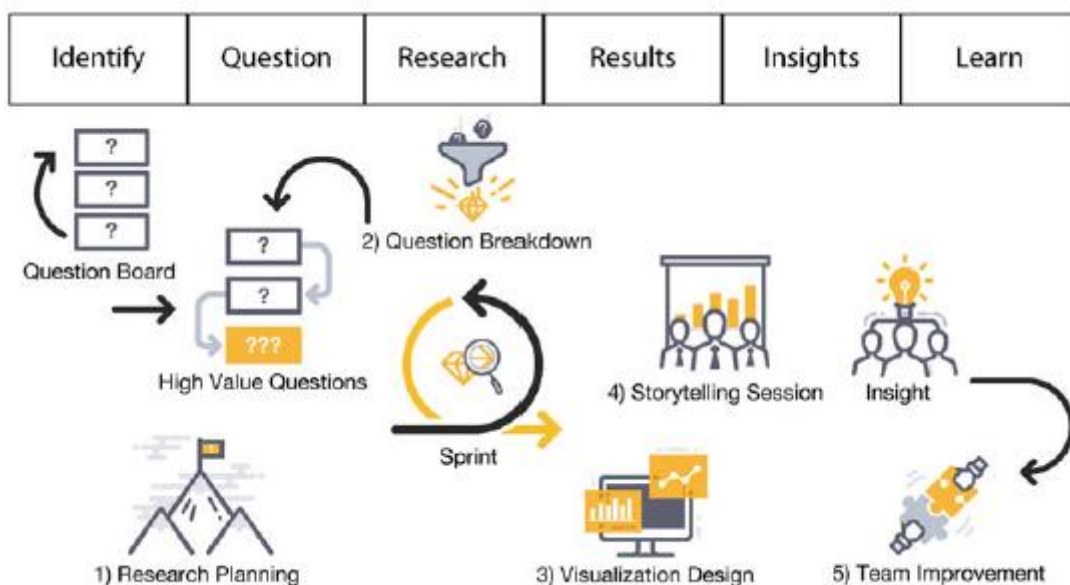 Identify
Question
Research
Results
Insights
Learn
?
?
?
Question Board
?
?
???
High Value Questions
2) Question Breakdown
Sprint
4) Storytelling Session
Insight
1) Research Planning
3) Visualization Design
5) Team Improvement